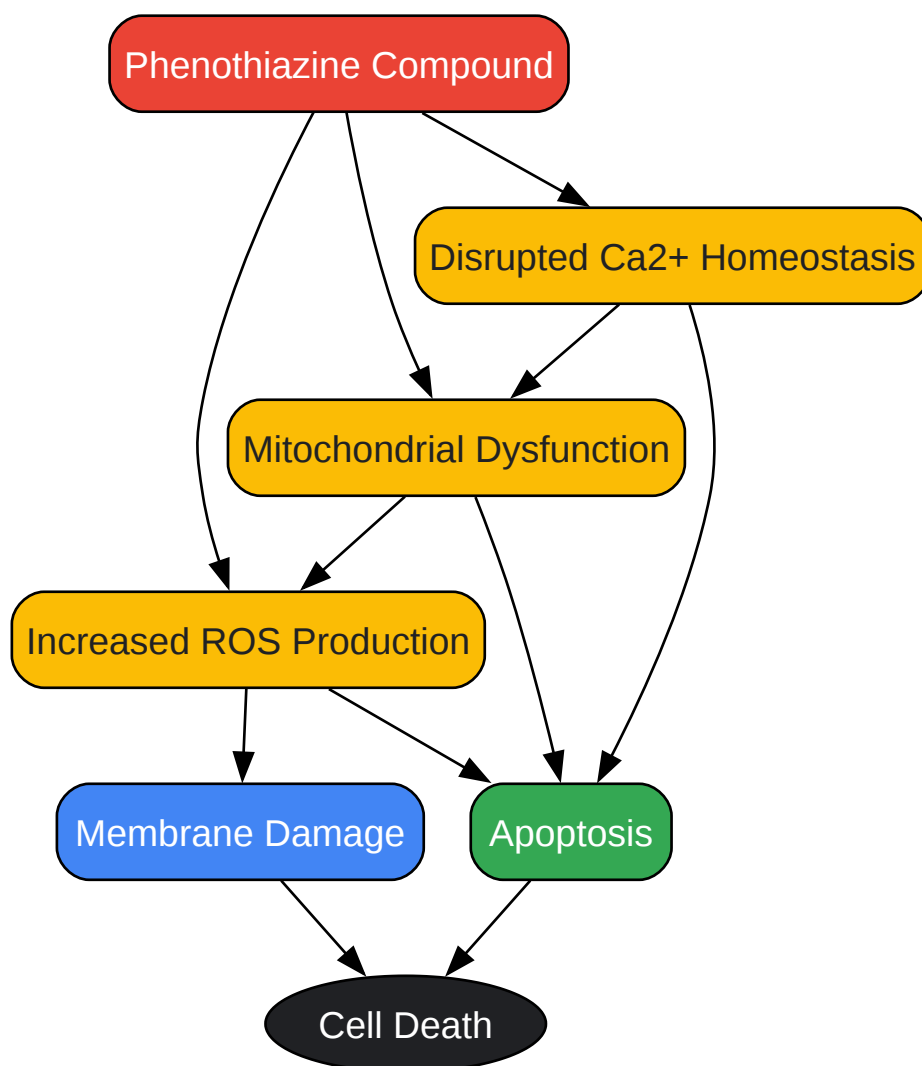 Phenothiazine Compound
Disrupted Ca2+ Homeostasis
Mitochondrial Dysfunction
Increased ROS Production
Membrane Damage
Apoptosis
Cell Death